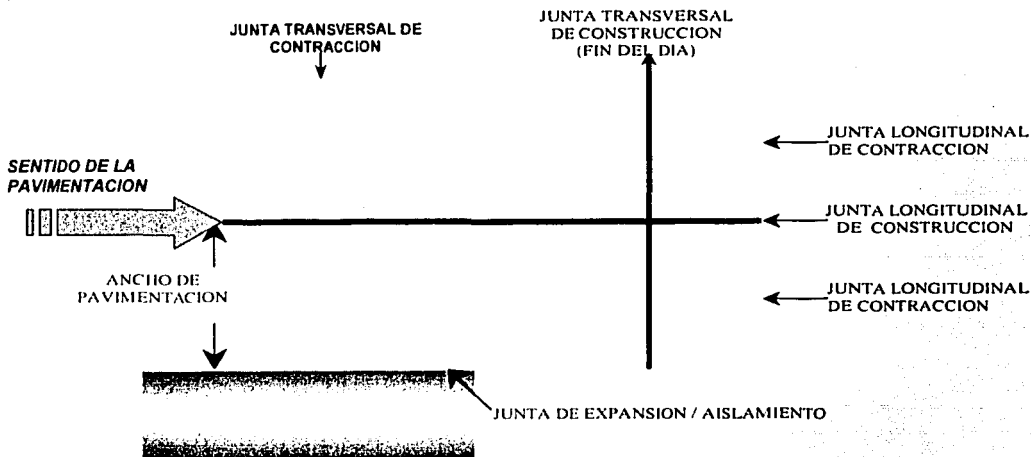 JUNTA TRANSVERSAL DE
CONTRACCION
JUNTA TRANSVERSAL
DE CONSTRUCCION
(FIN DEL DIA)
JUNTA LONGITUDINAL
DE CONTRACCION
SENTIDO DE LA
PAVIMENTACION
JUNTA LONGITUDINAL
DE CONSTRUCCION
ANCHO DE
PAVIMENTACION
JUNTA LONGITUDINAL
DE CONTRACCION
JUNTA DE EXPANSION / AISLAMIENTO